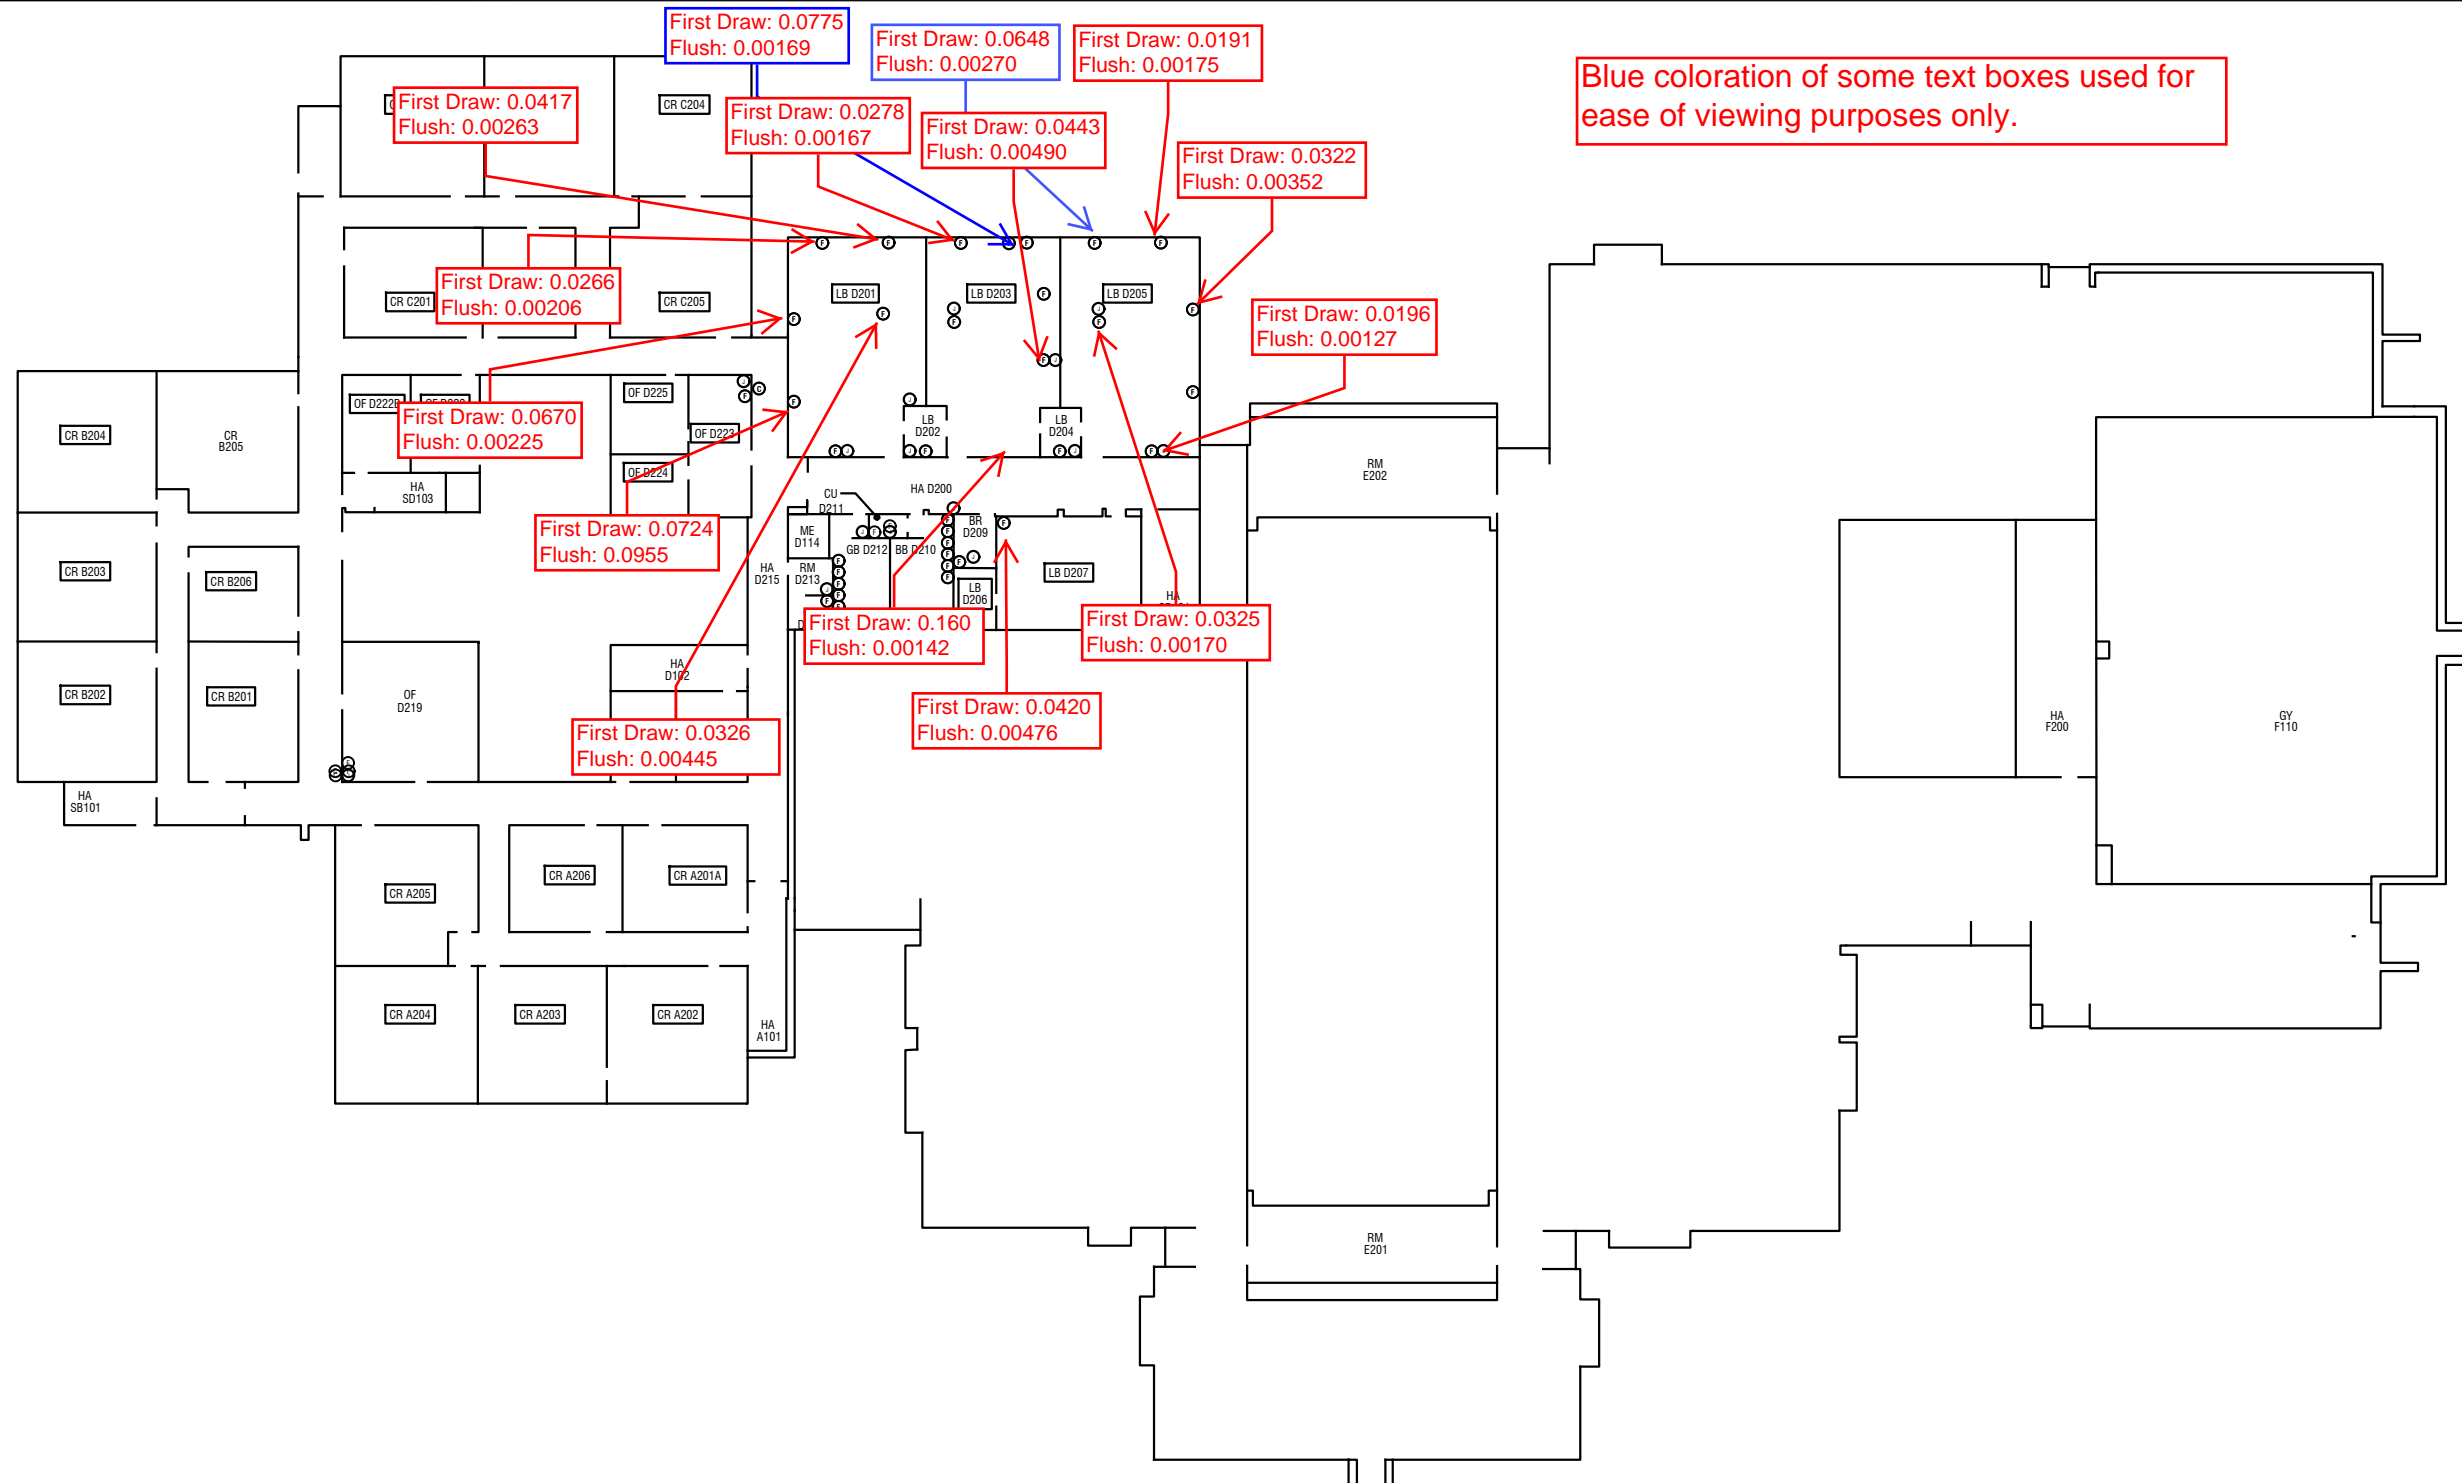 First Draw: 0.0775
Flush: 0.00169
First Draw: 0.0648
Flush: 0.00270
First Draw: 0.0191
Flush: 0.00175
Blue coloration of some text boxes used for
ease of viewing purposes only.
First Draw: 0.0417
Flush: 0.00263
CR C204
First Draw: 0.0278
Flush: 0.00167
First Draw: 0.0443
Flush: 0.00490
First Draw: 0.0322
Flush: 0.00352
First Draw: 0.0266
Flush: 0.00206
CR C201
CR C205
LB D201
LB D203
LB D205
First Draw: 0.0196
Flush: 0.00127
OF D222B
OF D225
First Draw: 0.0670
Flush: 0.00225
CR B204
CR
B205
OF D223
LB
D202
LB
D204
OF D224
RM
E202
HA
SD103
CU
D211
HA D200
First Draw: 0.0724
Flush: 0.0955
ME
D114
GB D212
BB D210
BR
D209
CR B203
CR B206
HA
D215
RM
D213
LB
D206
LB D207
HA
First Draw: 0.160
Flush: 0.00142
First Draw: 0.0325
Flush: 0.00170
HA
D102
CR B202
CR B201
OF
D219
First Draw: 0.0420
Flush: 0.00476
First Draw: 0.0326
Flush: 0.00445
HA
F200
GY
F110
HA
SB101
CR A205
CR A206
CR A201A
CR A204
CR A203
CR A202
HA
A101
RM
E201